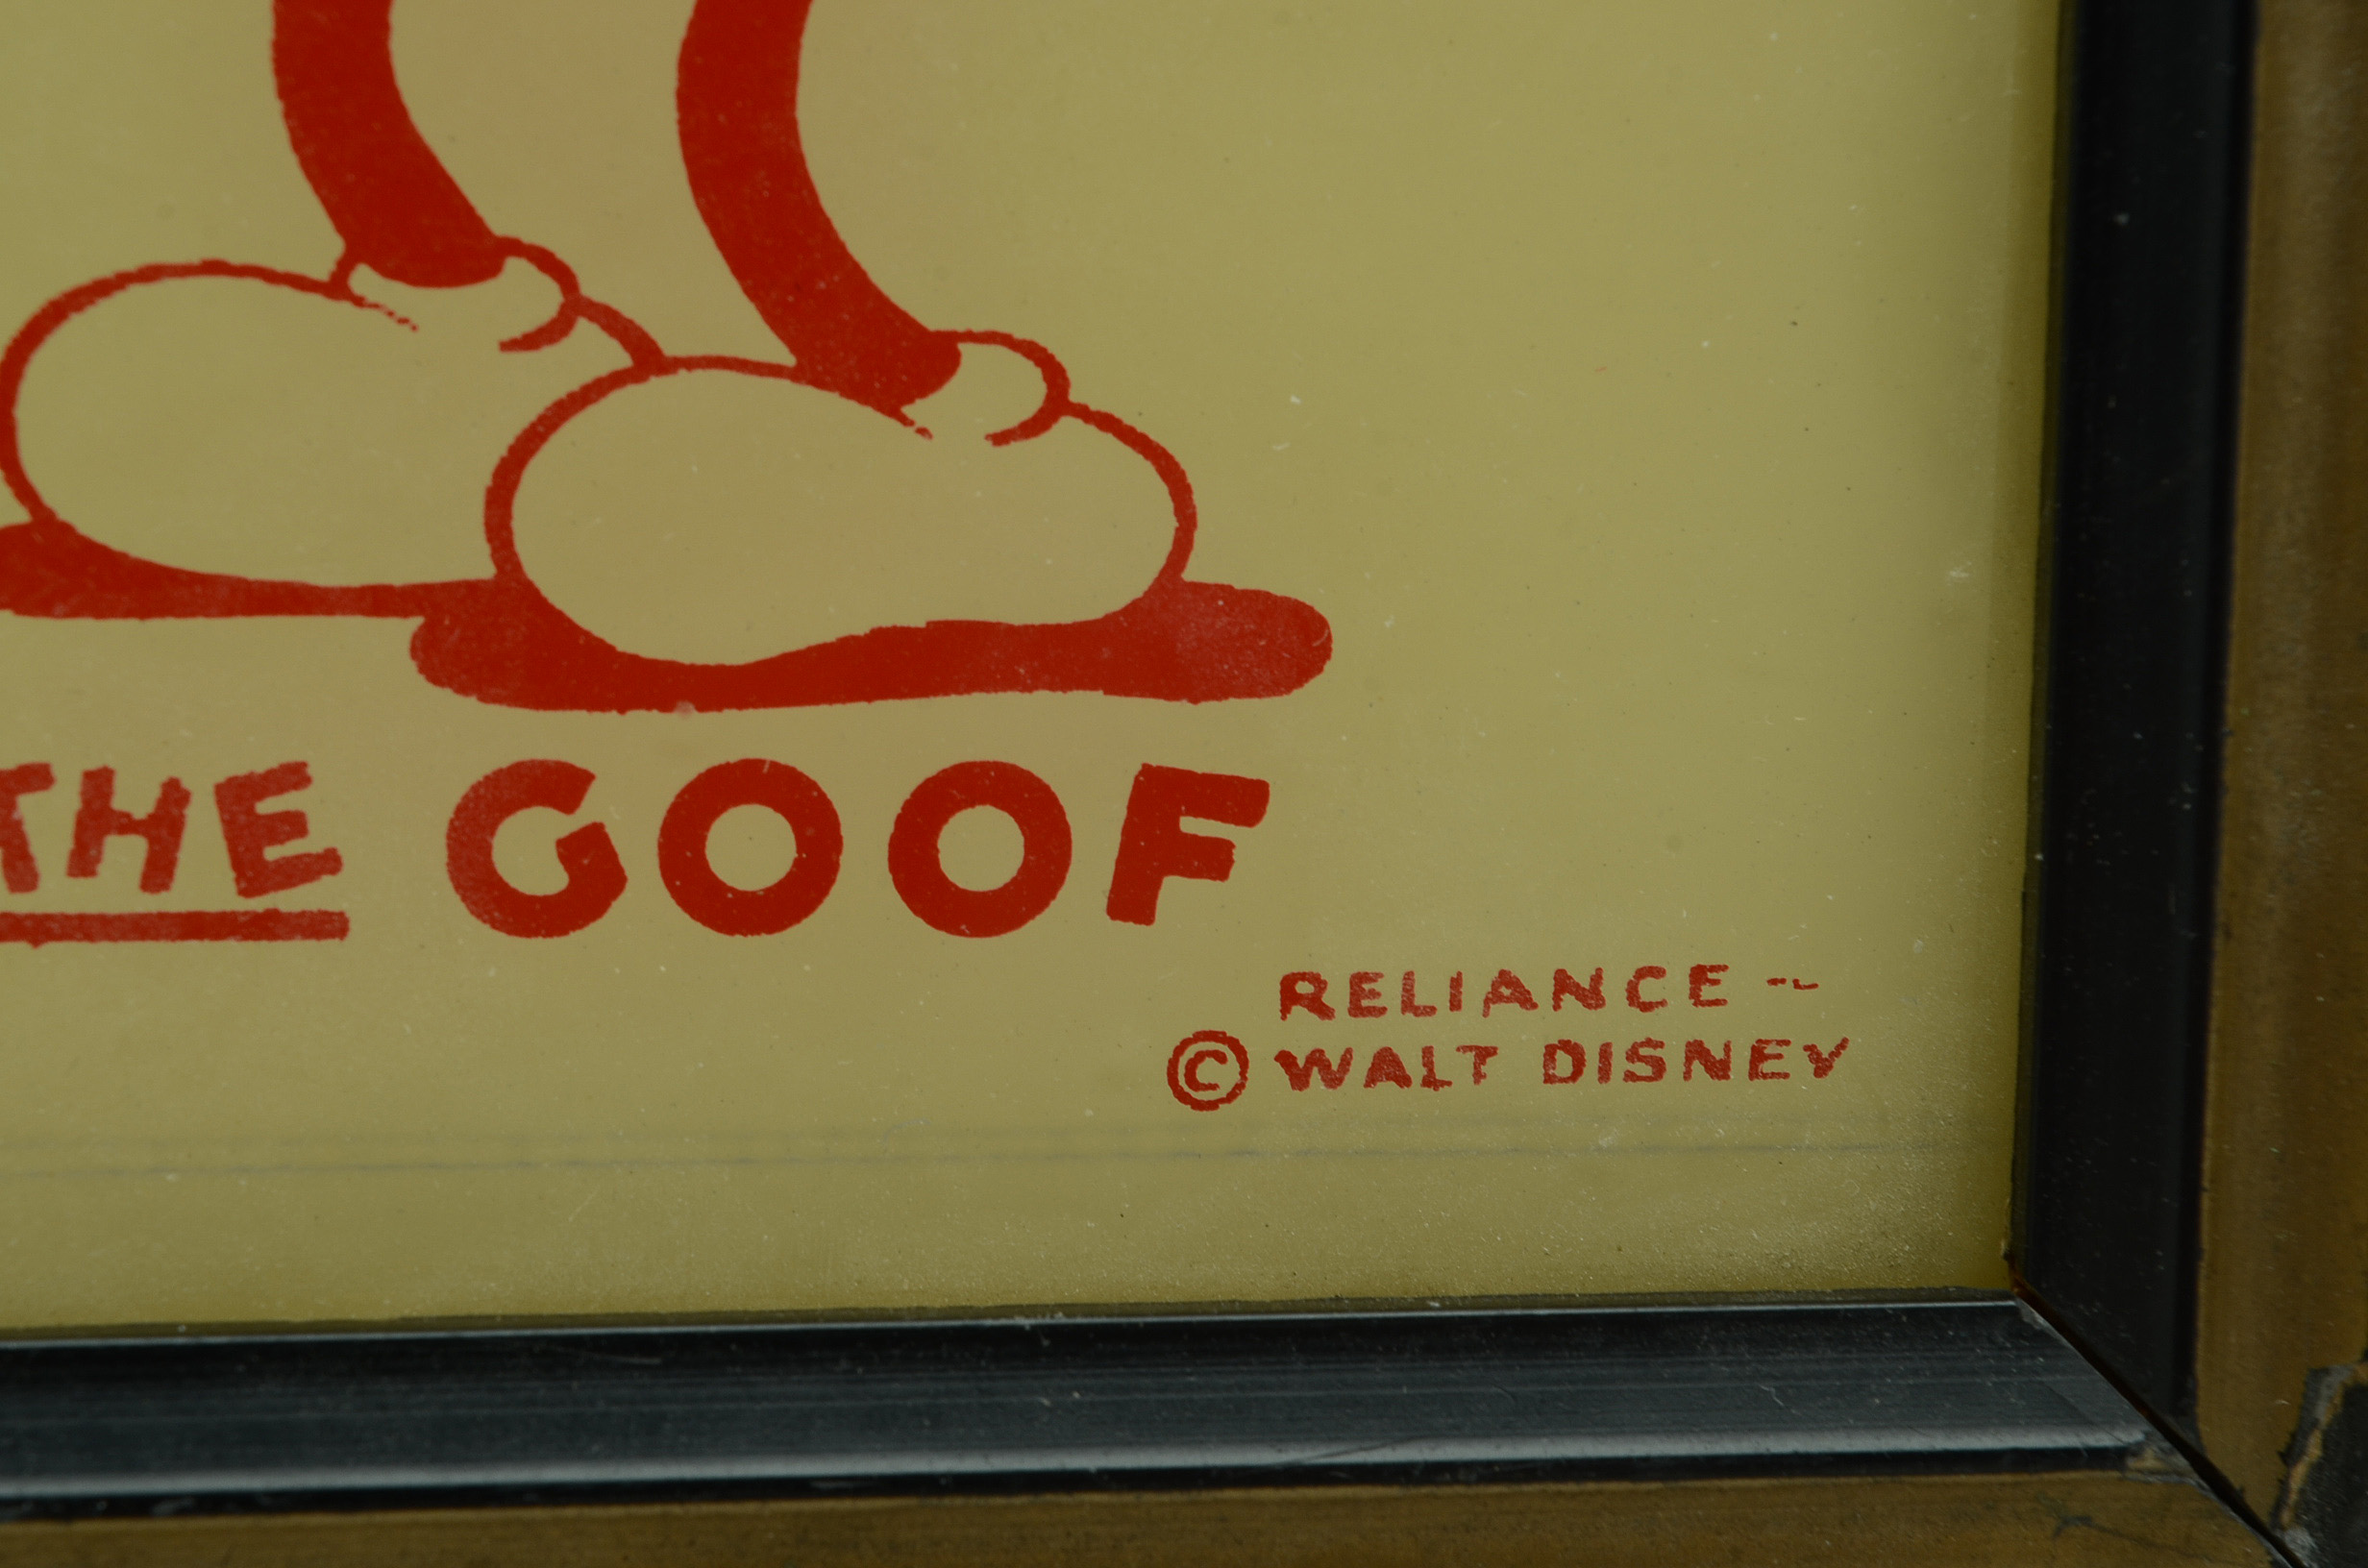 THE GOOF
RELIANCE ~
© WALT DISNEY